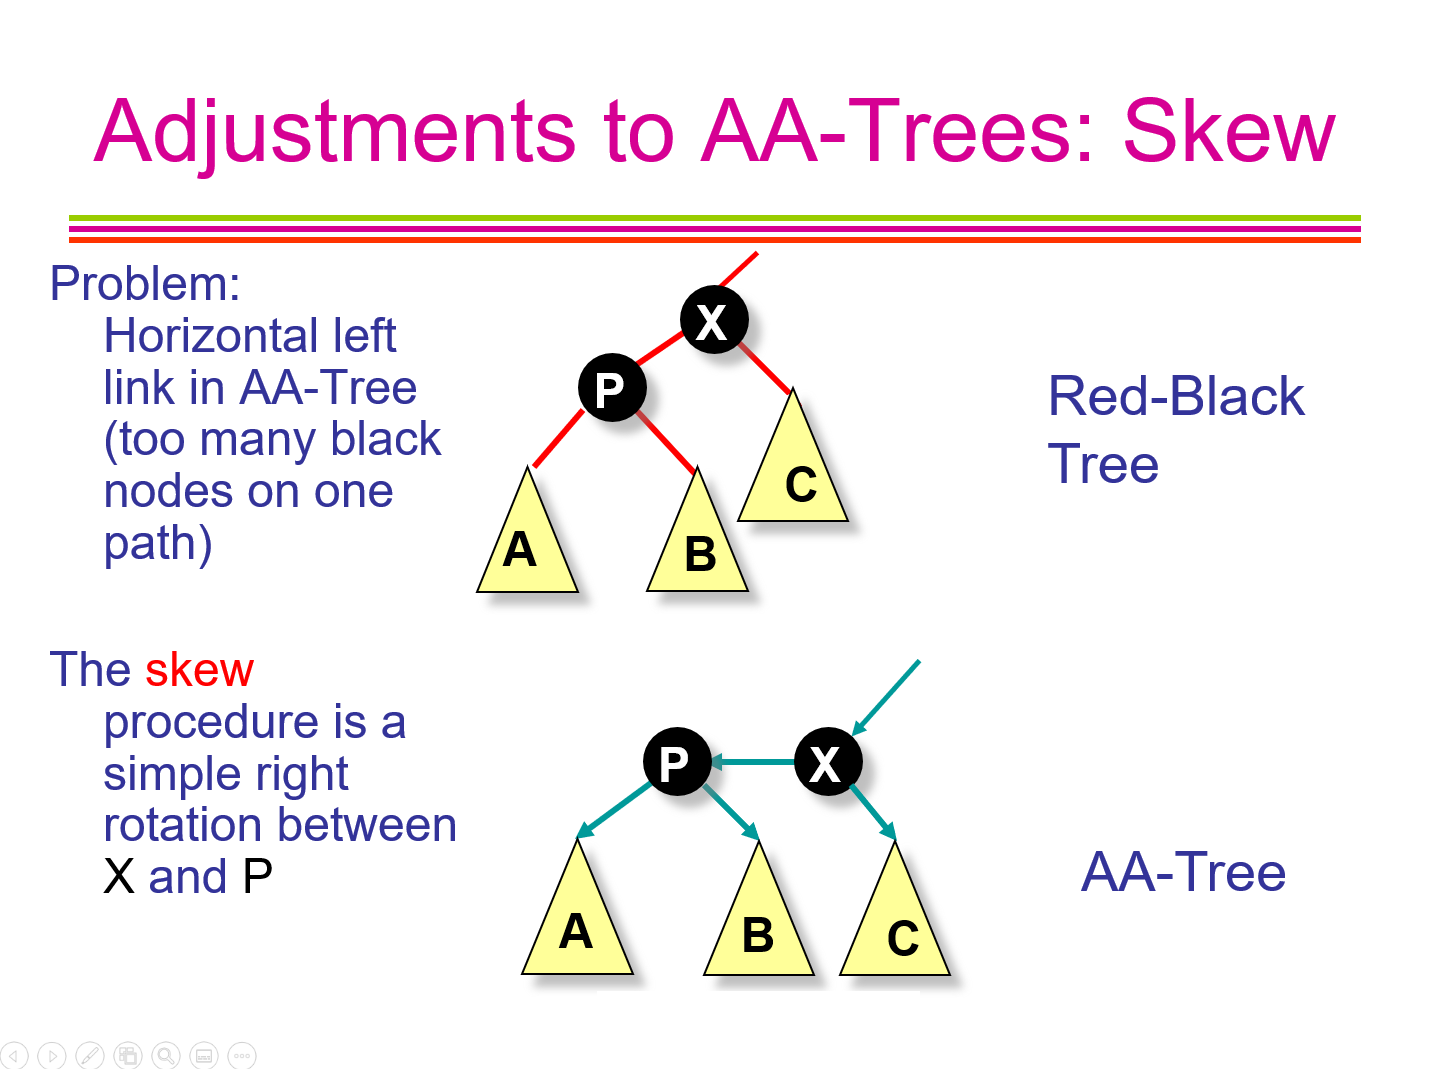 Adjustments to AA-Trees: Skew
Problem:
Horizontal left
link in AA-Tree
(too many black
nodes on one
path)
X
P
A
B
C
Red-Black
Tree
The skew
procedure is a
simple right
rotation between
X and P
P
X
A
B
C
AA-Tree